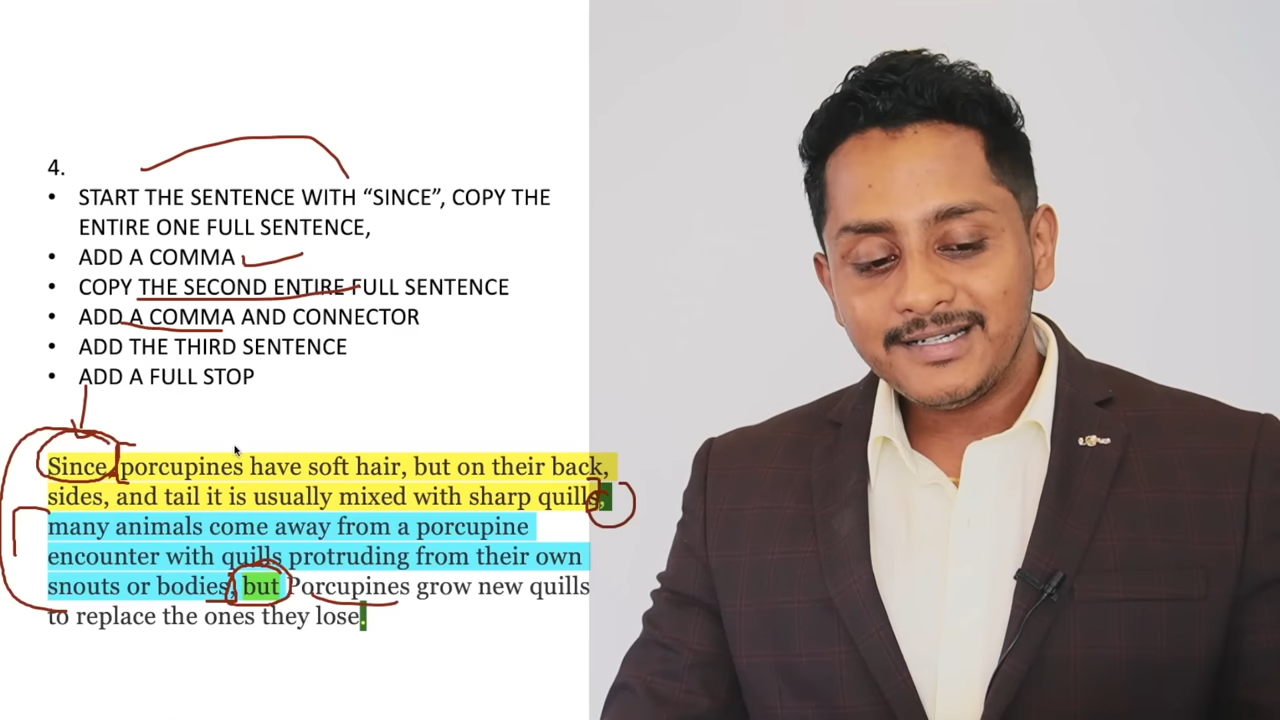 4.
• START THE SENTENCE WITH “SINCE”, COPY THE
ENTIRE ONE FULL SENTENCE,
• ADD A COMMA
• COPY THE SECOND ENTIRE FULL SENTENCE
• ADD A COMMA AND CONNECTOR
• ADD THE THIRD SENTENCE
• ADD A FULL STOP
Since, porcupines have soft hair, but on their back,
sides, and tail it is usually mixed with sharp quills,
many animals come away from a porcupine
encounter with quills protruding from their own
snouts or bodies, but Porcupines grow new quills
to replace the ones they lose.